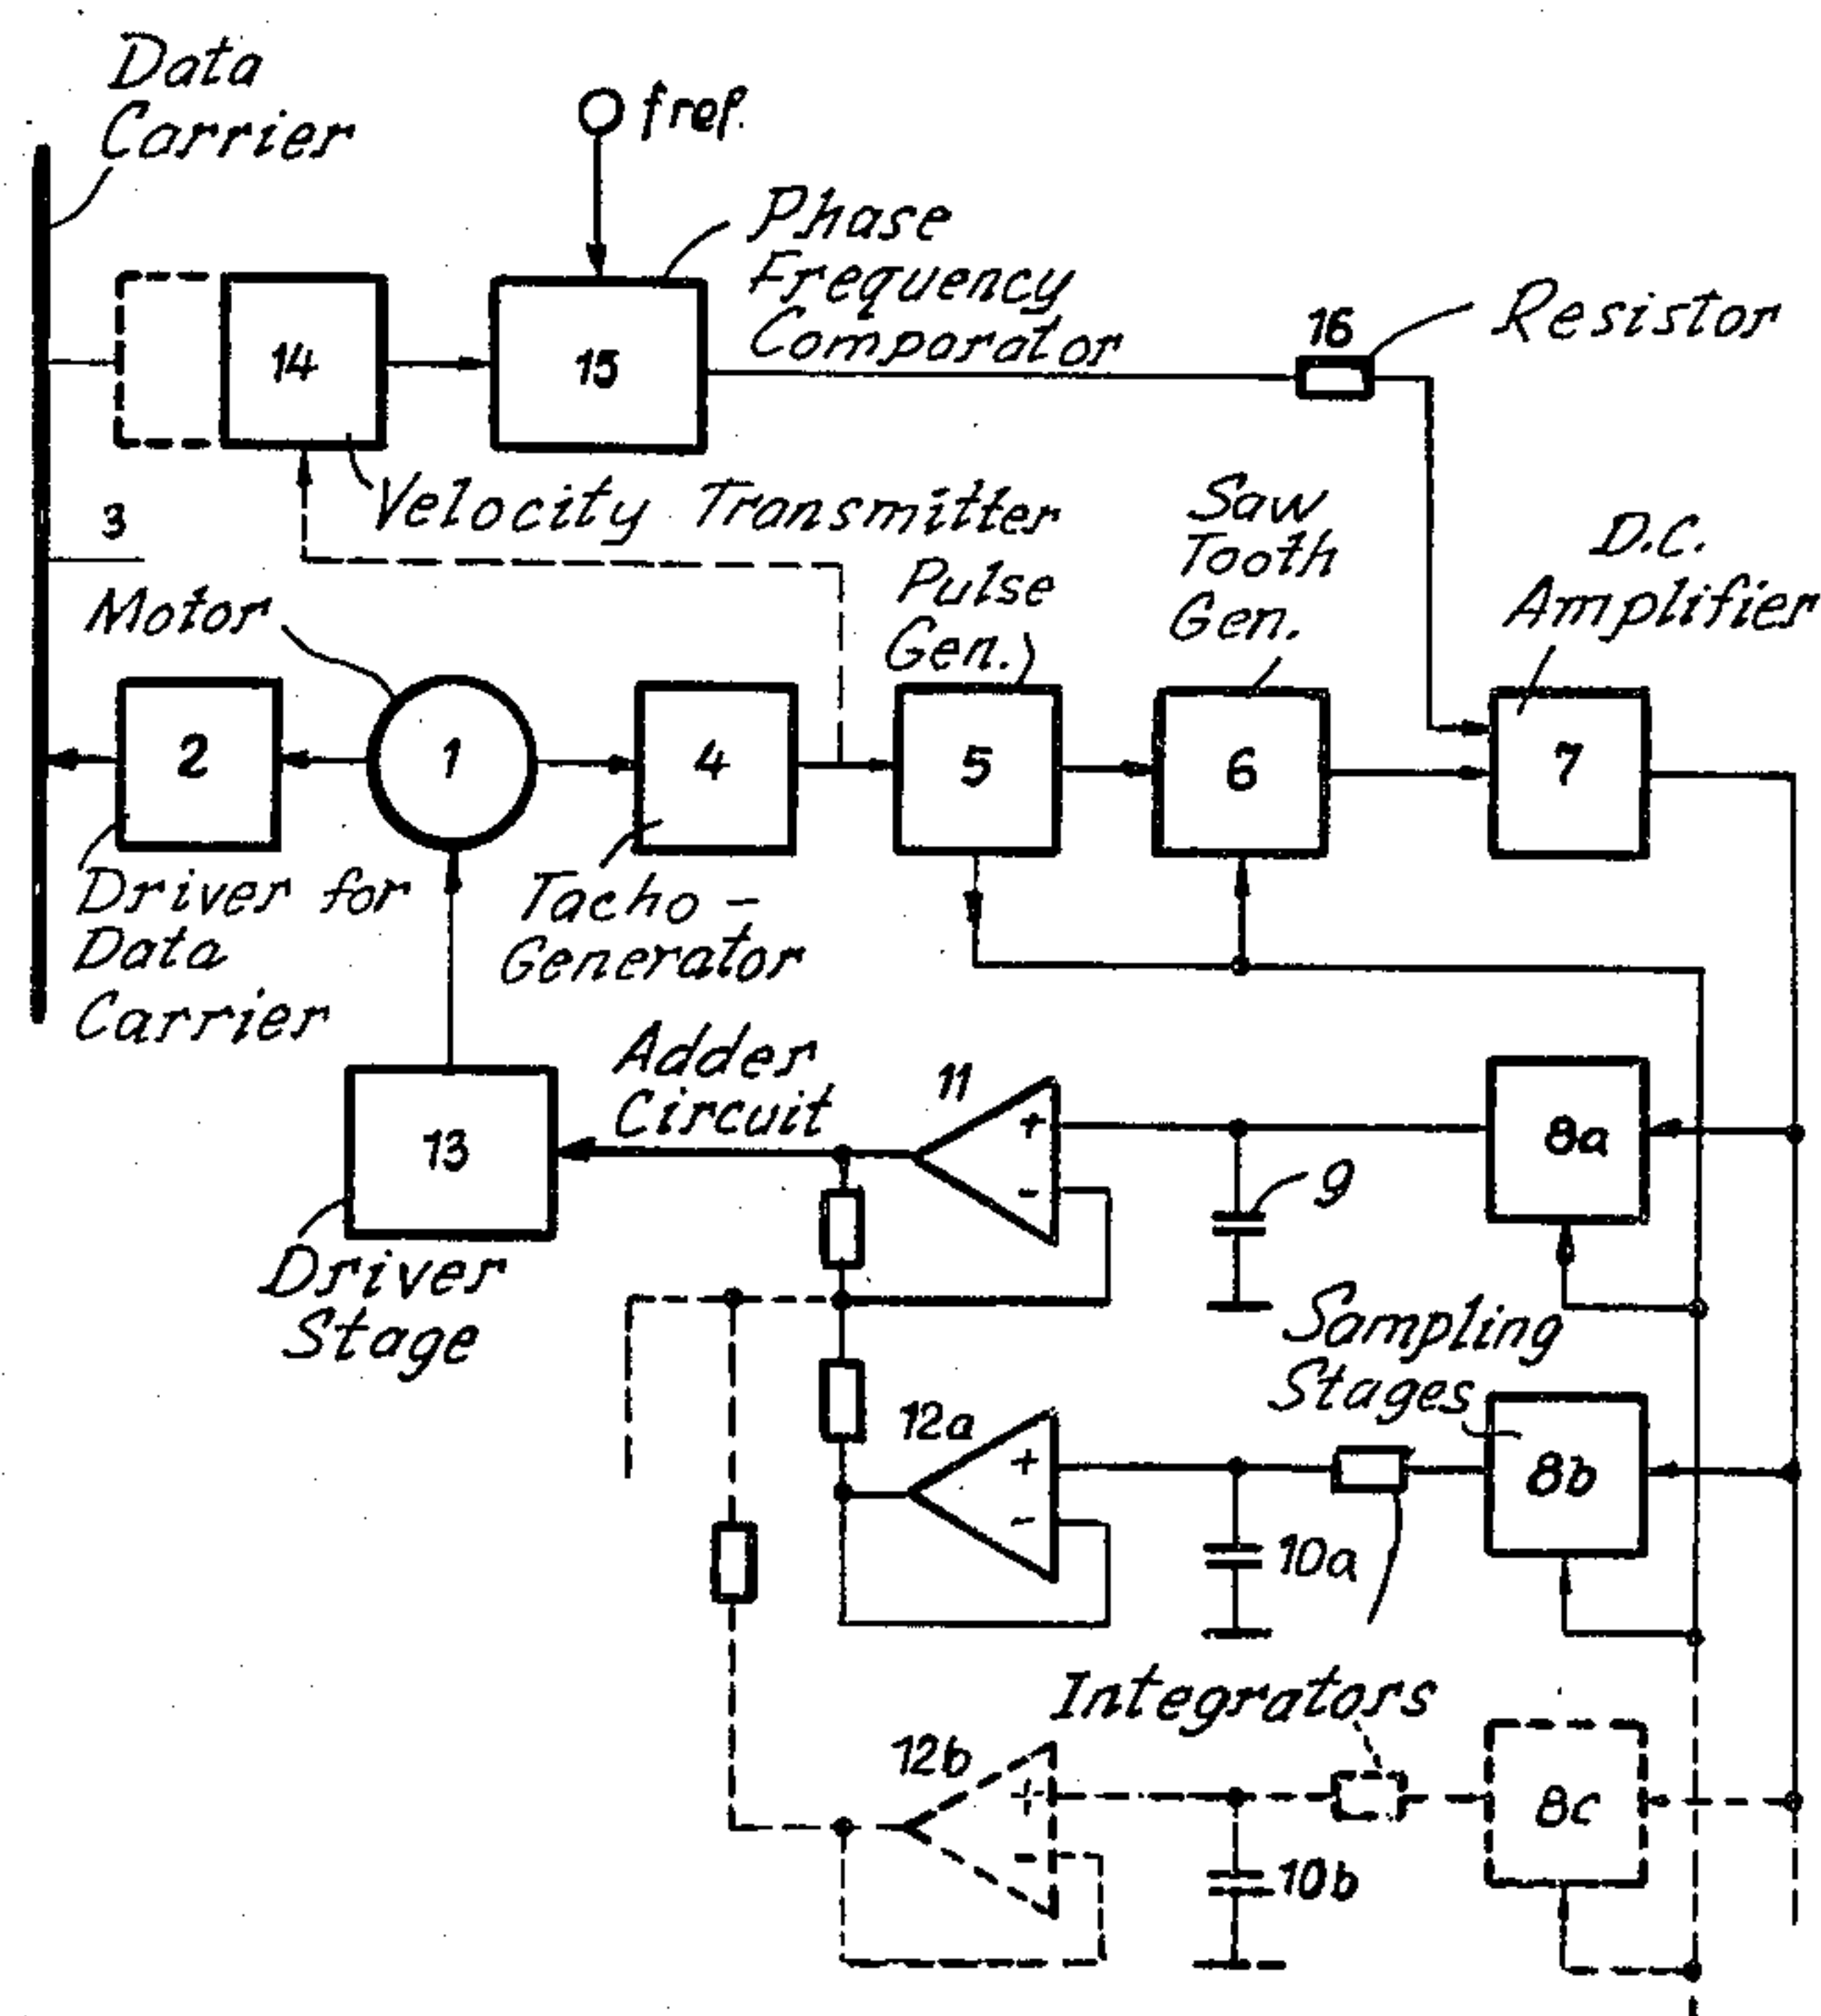 Data
Carrier
fref.
Phase
Frequency
Comparator
16
Resistor
14
15
Velocity Transmitter
3
Saw
Tooth
Gen.
D.C.
Amplifier
Pulse
Gen.
Motor
2
1
4
5
6
7
Driver for
Data
Carrier
Tacho -
Generator
Adder
Circuit
11
+
-
8a
13
9
Driver
Stage
Sampling
Stages
12a
+
-
8b
10a
Integrators
12b
+
-
8c
10b